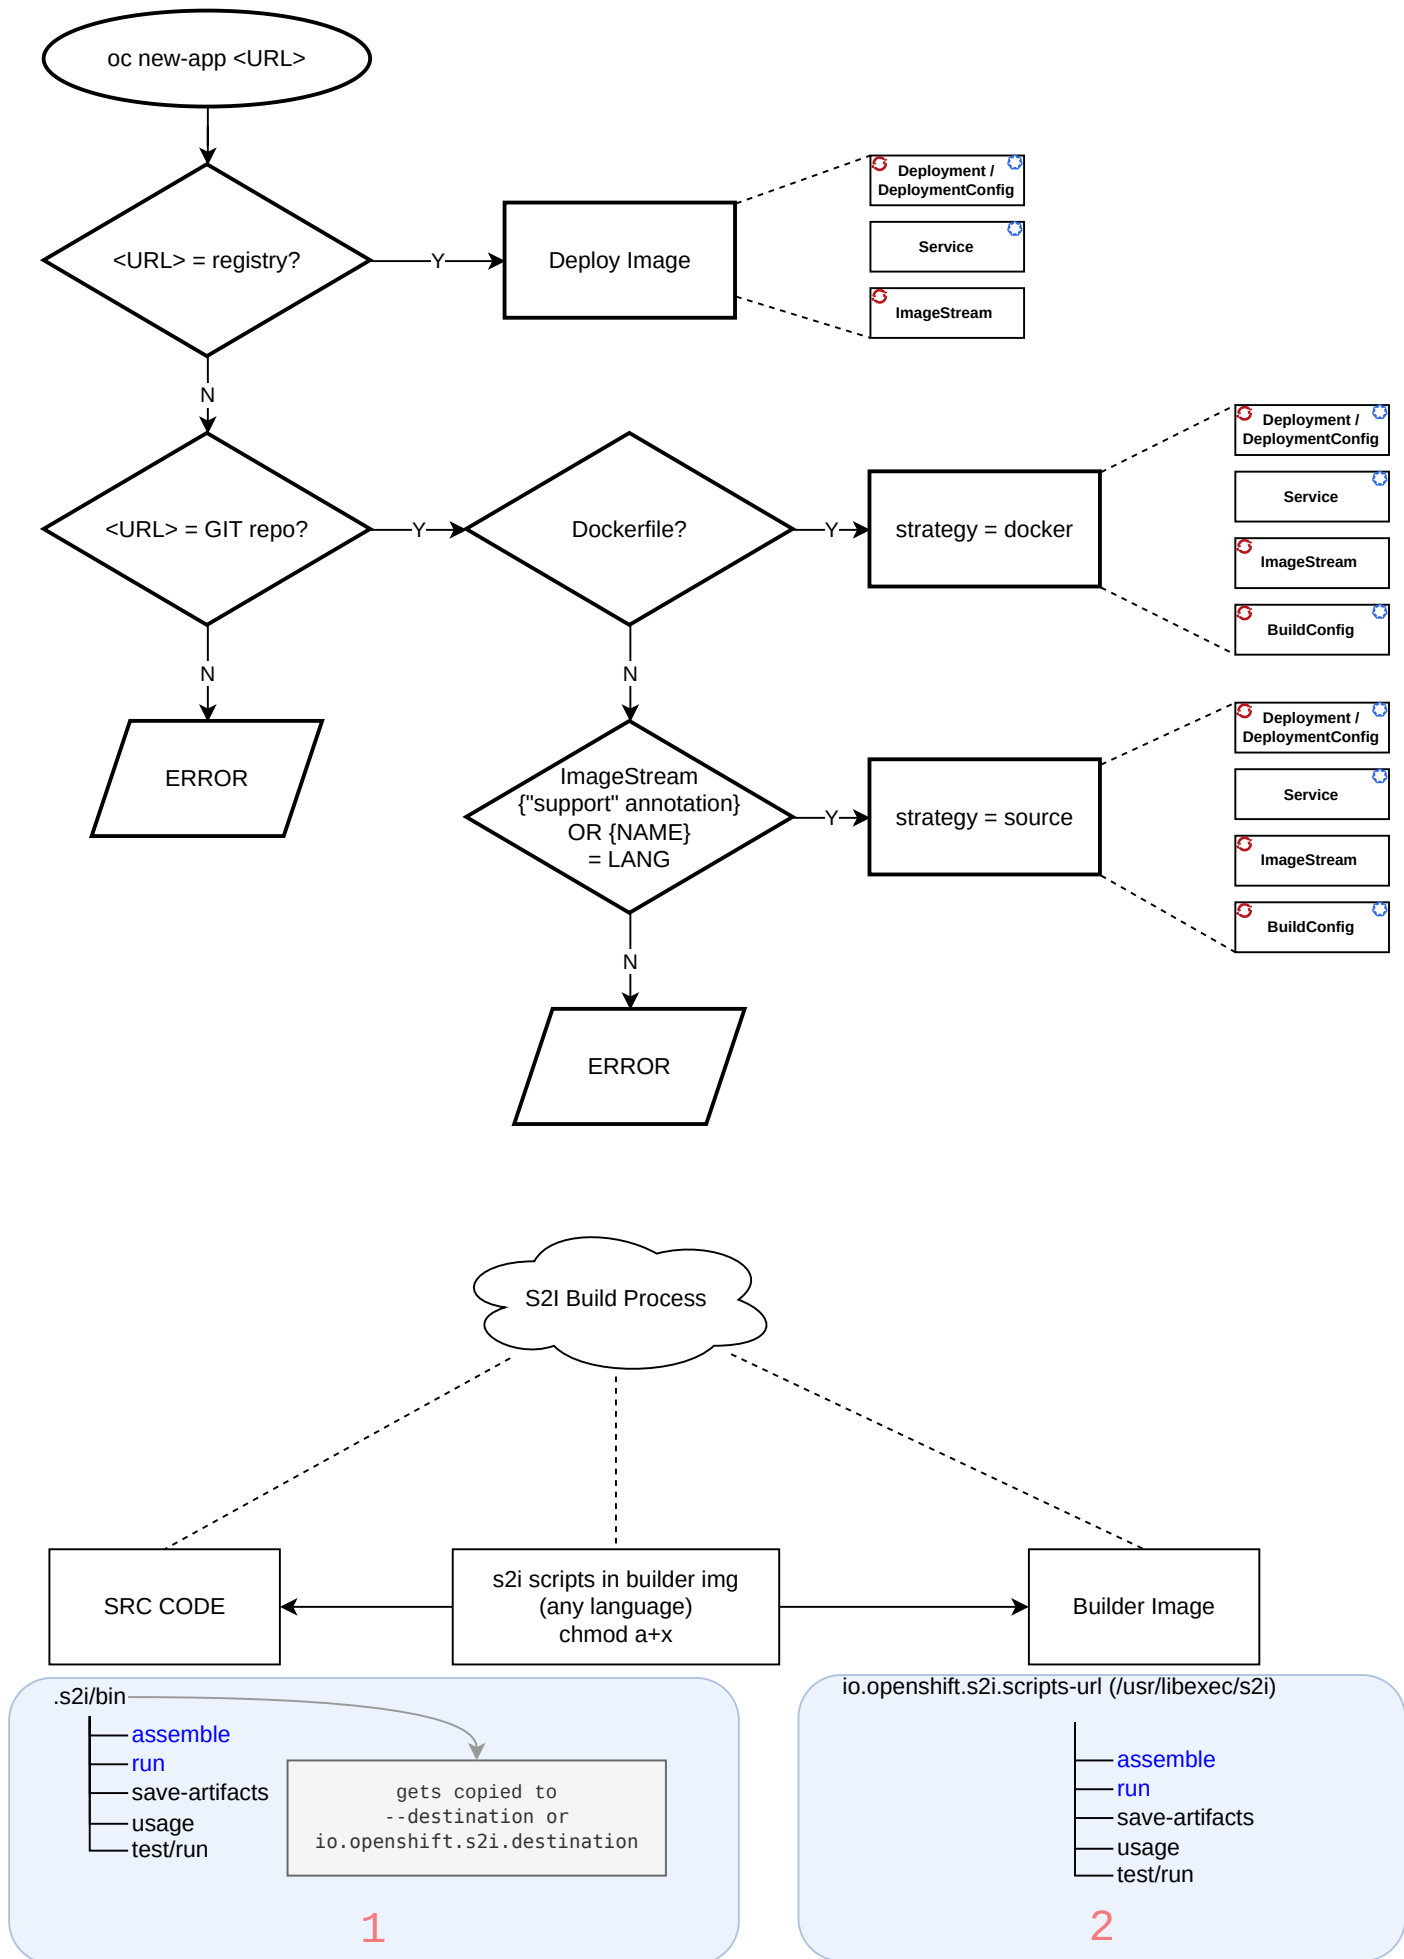 oc new-app <URL>
<URL> = registry?
Y
Deploy Image
Deployment /
DeploymentConfig
Service
ImageStream
N
<URL> = GIT repo?
Y
Dockerfile?
Y
strategy = docker
Deployment /
DeploymentConfig
Service
ImageStream
BuildConfig
N
ERROR
N
ImageStream
{"support" annotation}
OR {NAME}
= LANG
Y
strategy = source
Deployment /
DeploymentConfig
Service
ImageStream
BuildConfig
N
ERROR
S2I Build Process
SRC CODE
s2i scripts in builder img
(any language)
chmod a+x
Builder Image
.s2i/bin
assemble
run
save-artifacts
usage
test/run
gets copied to
--destination or
io.openshift.s2i.destination
1
io.openshift.s2i.scripts-url (/usr/libexec/s2i)
assemble
run
save-artifacts
usage
test/run
2